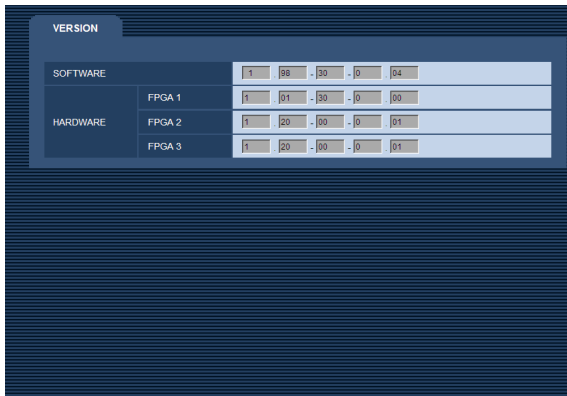 VERSION
SOFTWARE 1 . 98 - 30 - 0 . 04
FPGA 1 1 . 01 - 30 - 0 . 00
HARDWARE FPGA 2 1 . 20 - 00 - 0 . 01
FPGA 3 1 . 20 - 00 - 0 . 01